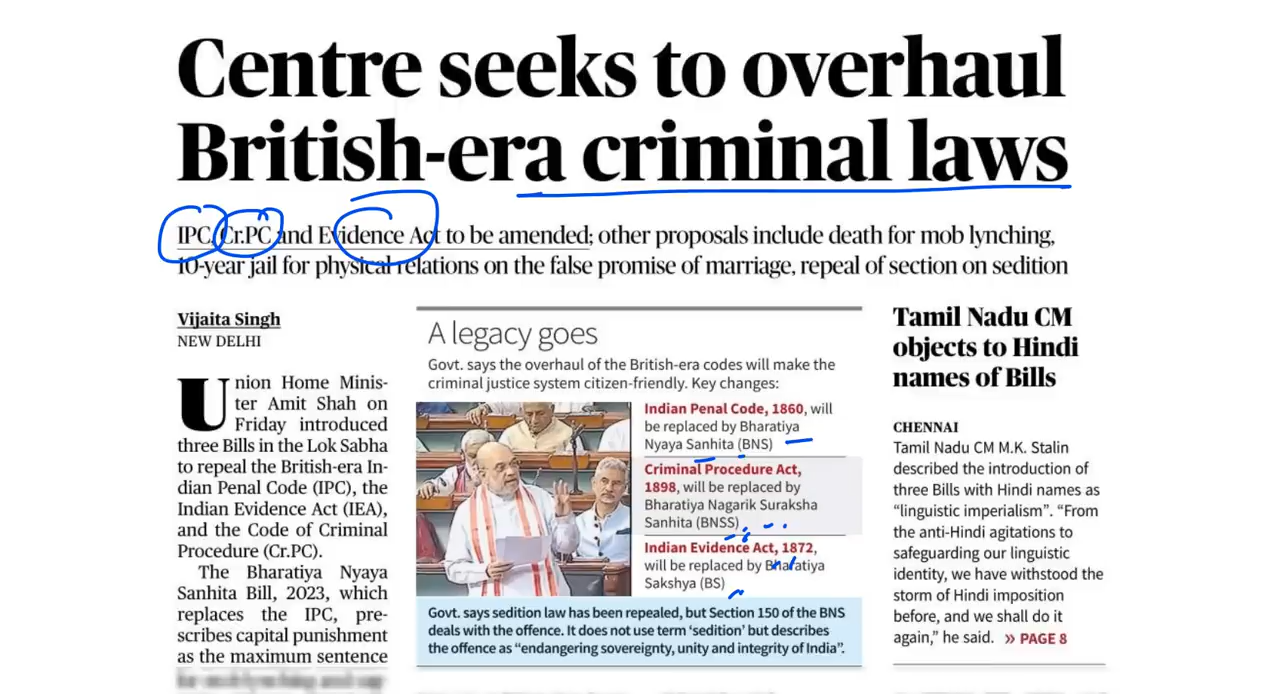 Centre seeks to overhaul
British-era criminal laws
IPC, Cr.PC and Evidence Act to be amended; other proposals include death for mob lynching,
10-year jail for physical relations on the false promise of marriage, repeal of section on sedition
Vijaita Singh
NEW DELHI
Union Home Minis-
ter Amit Shah on
Friday introduced
three Bills in the Lok Sabha
to repeal the British-era In-
dian Penal Code (IPC), the
Indian Evidence Act (IEA),
and the Code of Criminal
Procedure (Cr.PC).
The Bharatiya Nyaya
Sanhita Bill, 2023, which
replaces the IPC, pre-
scribes capital punishment
as the maximum sentence
A legacy goes
Govt. says the overhaul of the British-era codes will make the
criminal justice system citizen-friendly. Key changes:
Indian Penal Code, 1860, will
be replaced by Bharatiya
Nyaya Sanhita (BNS)
Criminal Procedure Act,
1898, will be replaced by
Bharatiya Nagarik Suraksha
Sanhita (BNSS)
Indian Evidence Act, 1872,
will be replaced by Bharatiya
Sakshya (BS)
Govt. says sedition law has been repealed, but Section 150 of the BNS
deals with the offence. It does not use term ‘sedition’ but describes
the offence as “endangering sovereignty, unity and integrity of India”.
Tamil Nadu CM
objects to Hindi
names of Bills
CHENNAI
Tamil Nadu CM M.K. Stalin
described the introduction of
three Bills with Hindi names as
“linguistic imperialism”. “From
the anti-Hindi agitations to
safeguarding our linguistic
identity, we have withstood the
storm of Hindi imposition
before, and we shall do it
again,” he said. » PAGE 8